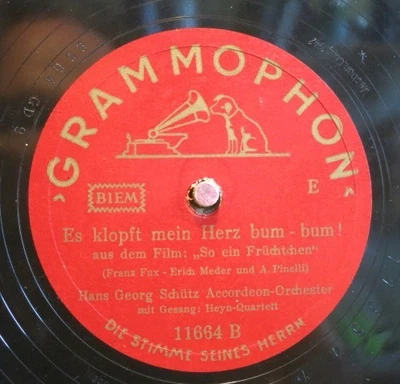 ›GRAMMOPHON‹
BIEM
E
Es klopft mein Herz bum-bum!
aus dem Film: „So ein Früchtchen“
(Franz Fux - Erich Meder und A. Pinelli)
Hans Georg Schütz Accordeon-Orchester
mit Gesang: Heyn-Quartett
11664 B
DIE STIMME SEINES HERRN